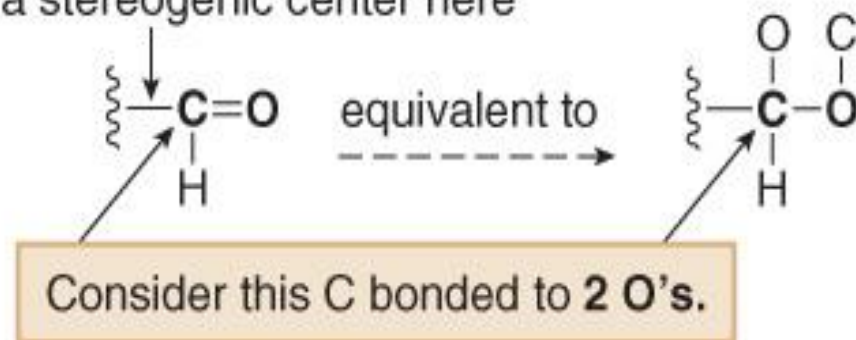 a stereogenic center here
O C
C=O equivalent to C–O
H H
Consider this C bonded to 2 O's.